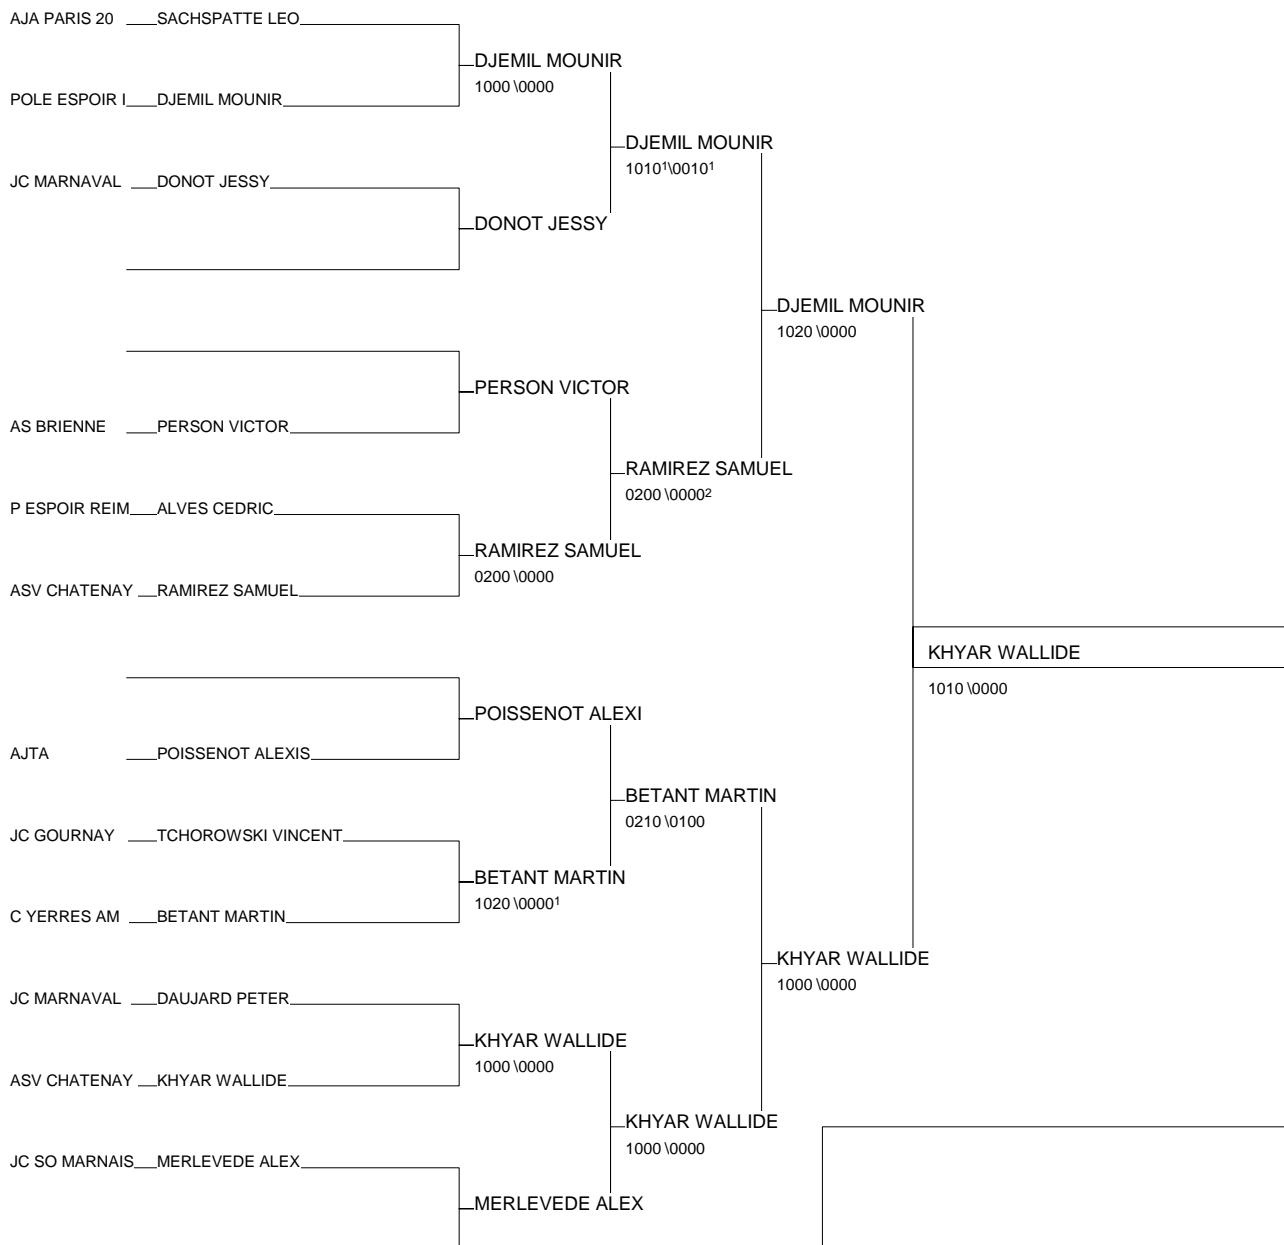 AJA PARIS 20 SACHSPATTE LEO
DJEMIL MOUNIR
1000 \0000
POLE ESPOIR I DJEMIL MOUNIR
DJEMIL MOUNIR
1010¹\0010¹
JC MARNAVAL DONOT JESSY
DONOT JESSY
DJEMIL MOUNIR
1020 \0000
PERSON VICTOR
AS BRIENNE PERSON VICTOR
RAMIREZ SAMUEL
0200 \0000²
P ESPOIR REIM ALVES CEDRIC
RAMIREZ SAMUEL
0200 \0000
ASV CHATENAY RAMIREZ SAMUEL
KHYAR WALLIDE
1010 \0000
POISSENOT ALEXI
AJTA POISSENOT ALEXIS
BETANT MARTIN
0210 \0100
JC GOURNAY TCHOROWSKI VINCENT
BETANT MARTIN
1020 \0000¹
C YERRES AM BETANT MARTIN
KHYAR WALLIDE
1000 \0000
JC MARNAVAL DAUJARD PETER
KHYAR WALLIDE
1000 \0000
ASV CHATENAY KHYAR WALLIDE
KHYAR WALLIDE
1000 \0000
JC SO MARNAIS MERLEVEDE ALEX
MERLEVEDE ALEX